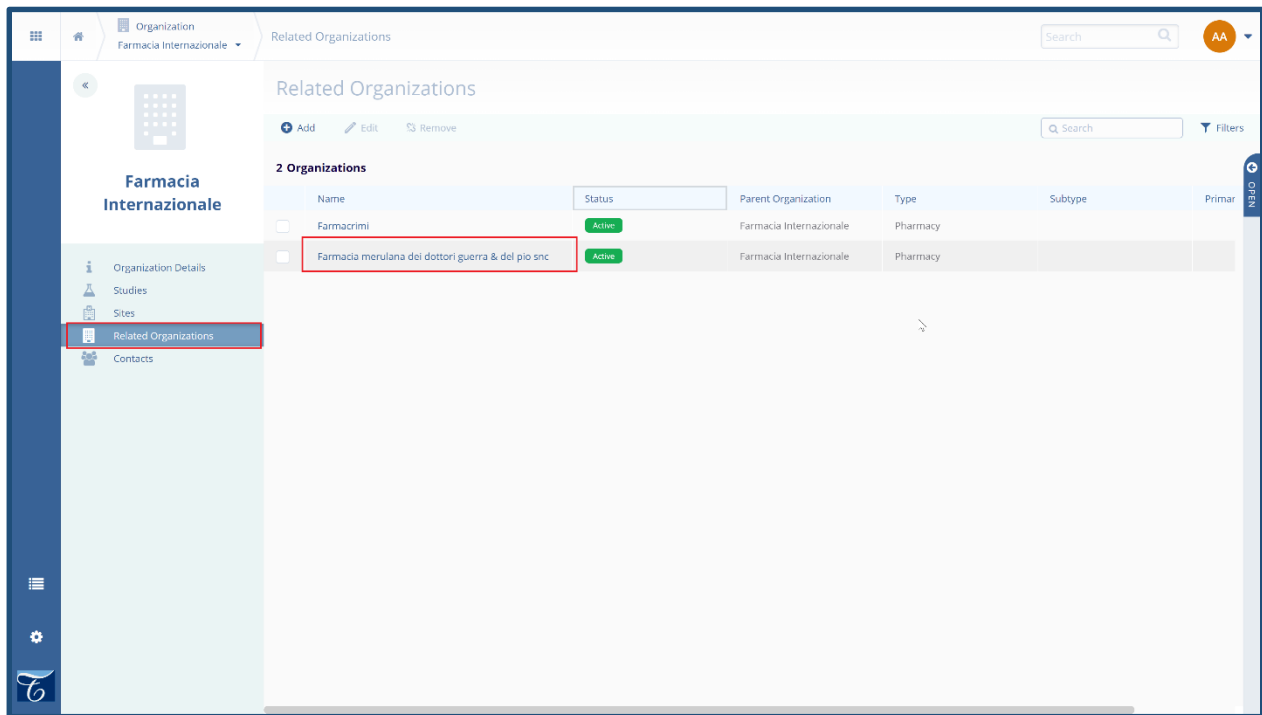 Organization
Farmacia Internazionale
Related Organizations
Search
AA
Related Organizations
Add Edit Remove
Search
Filters
OPEN
2 Organizations
Name Status Parent Organization Type Subtype Primar
Farmacrimi Active Farmacia Internazionale Pharmacy
Farmacia merulana dei dottori guerra & del pio snc Active Farmacia Internazionale Pharmacy
Farmacia
Internazionale
Organization Details
Studies
Sites
Related Organizations
Contacts